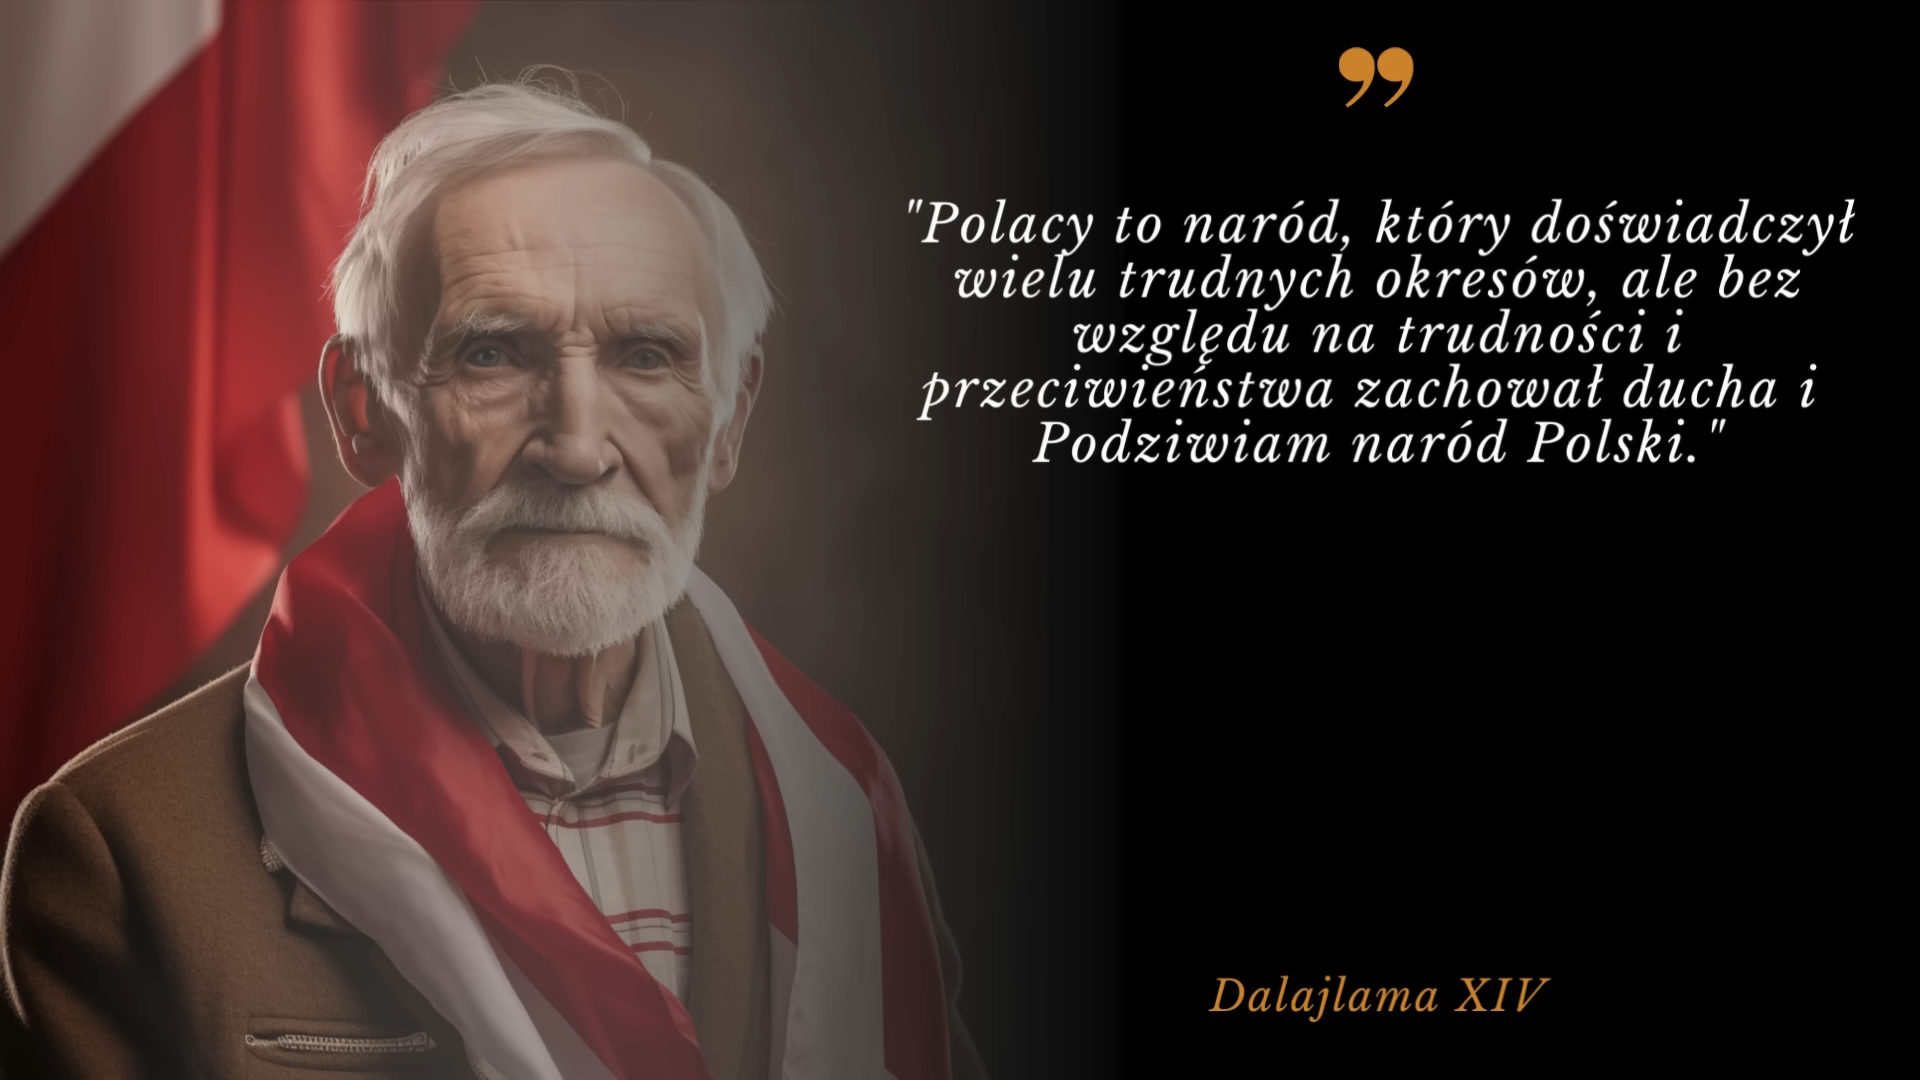 "Polacy to naród, który doświadczył
wielu trudnych okresów, ale bez
względu na trudności i
przeciwieństwa zachował ducha i
Podziwiam naród Polski."
Dalajlama XIV